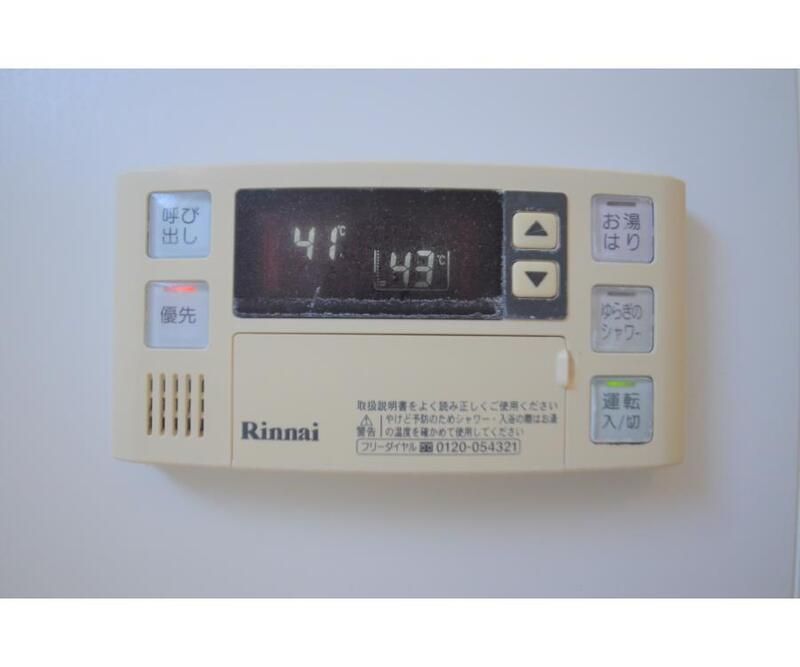 呼び
出し
優先
41℃
43℃
お湯
はり
ゆらぎの
シャワー
運転
入/切
Rinnai
取扱説明書をよく読み正しくご使用ください
警告
やけど予防のためシャワー・入浴の際はお湯
の温度を確かめて使用してください
フリーダイヤル 0120-054321